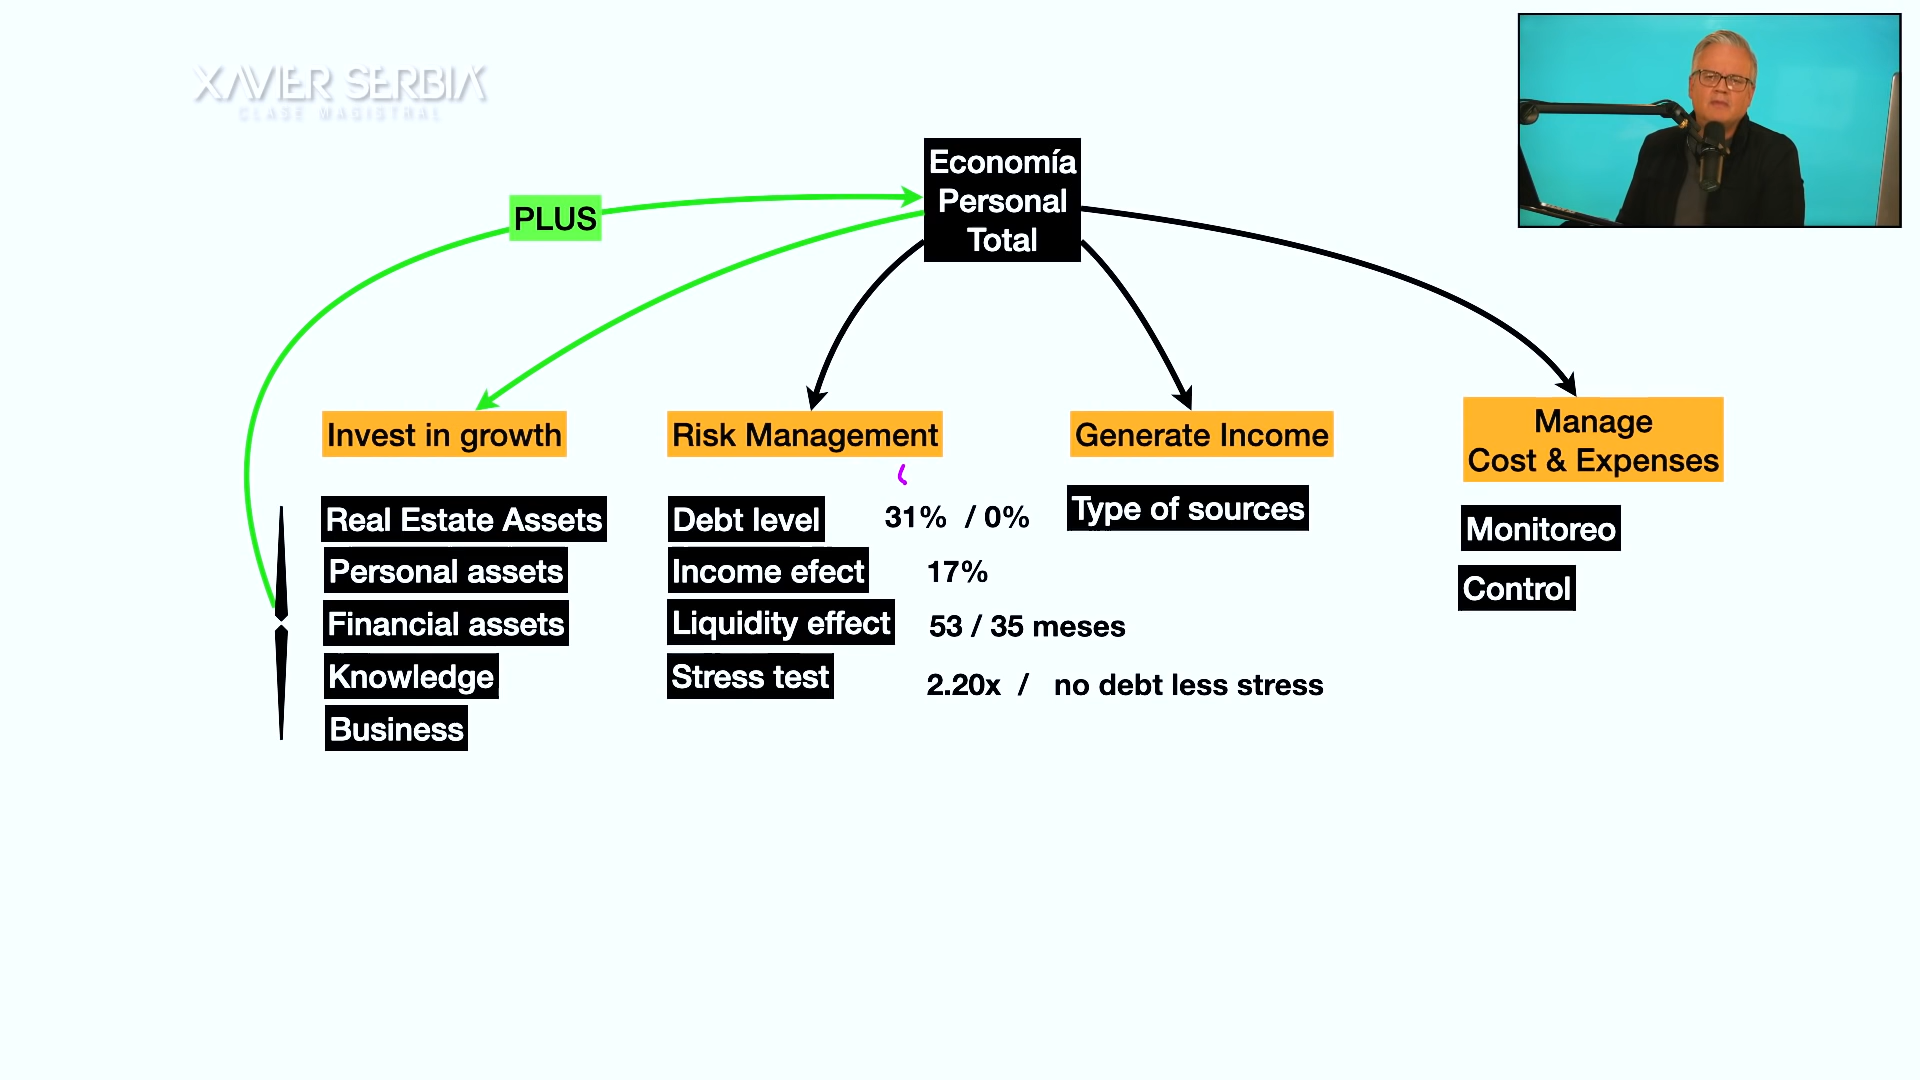 XAVIER SERBIA
CLASE MAGISTRAL
Economía
Personal
Total
PLUS
Invest in growth
Real Estate Assets
Personal assets
Financial assets
Knowledge
Business
Risk Management
Debt level 31% / 0%
Income efect 17%
Liquidity effect 53 / 35 meses
Stress test 2.20x / no debt less stress
Generate Income
Type of sources
Manage
Cost & Expenses
Monitoreo
Control